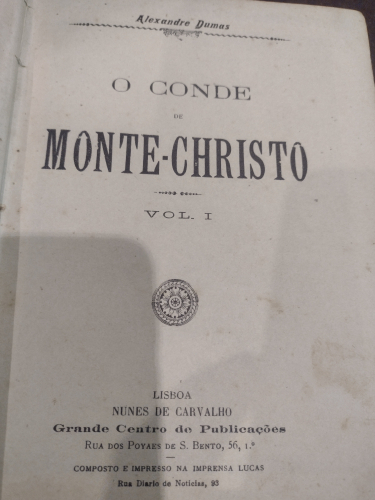 Alexandre Dumas
O CONDE
DE
MONTE-CHRISTO
VOL. I
LISBOA
NUNES DE CARVALHO
Grande Centro de Publicações
RUA DOS POYAES DE S. BENTO, 56, 1.º
COMPOSTO E IMPRESSO NA IMPRENSA LUCAS
Rua Diario de Noticias, 93